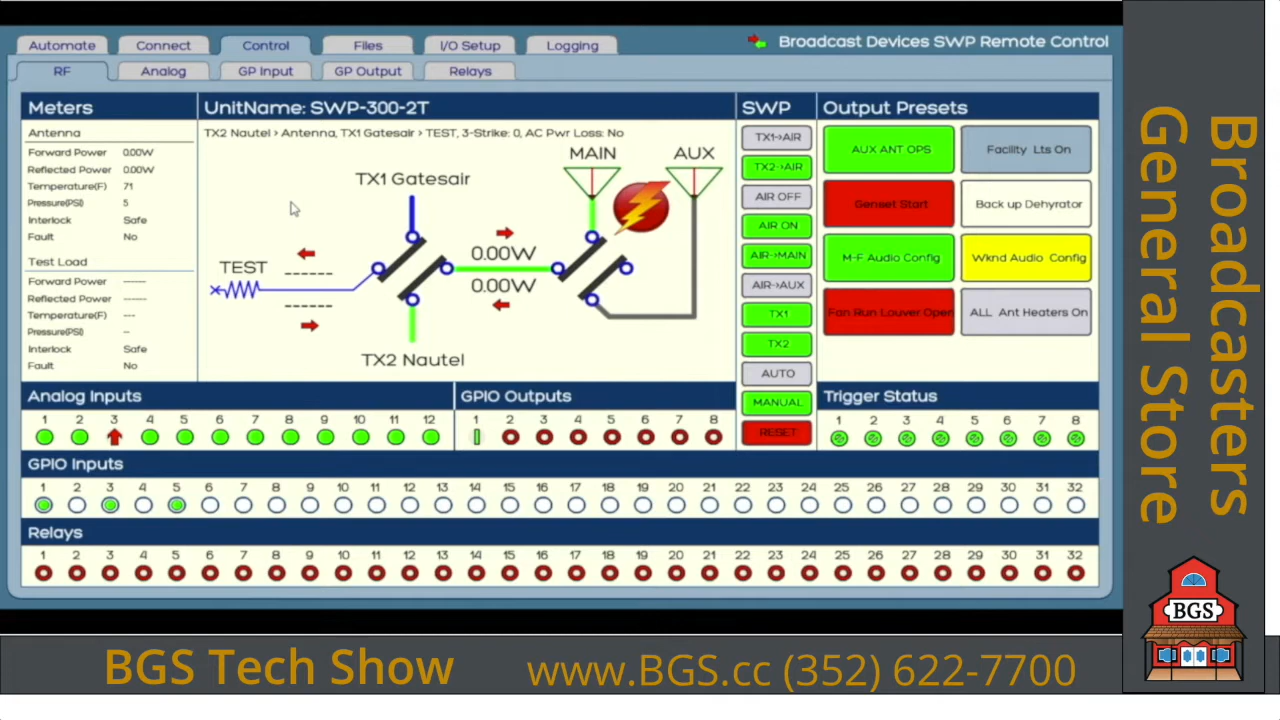 Automate Connect Control Files I/O Setup Logging Broadcast Devices SWP Remote Control
RF Analog GP Input GP Output Relays
Meters
Antenna
Forward Power 0.00W
Reflected Power 0.00W
Temperature(F) 71
Pressure(PSI) 5
Interlock Safe
Fault No
Test Load
Forward Power -------
Reflected Power -------
Temperature(F) ---
Pressure(PSI) --
Interlock Safe
Fault No
UnitName: SWP-300-2T
TX2 Nautel > Antenna, TX1 Gatesair > TEST, 3-Strike: 0, AC Pwr Loss: No
MAIN AUX
TX1 Gatesair
0.00W
TEST
------
0.00W
------
TX2 Nautel
SWP
TX1->AIR
TX2->AIR
AIR OFF
AIR ON
AIR->MAIN
AIR->AUX
TX1
TX2
AUTO
MANUAL
RESET
Output Presets
AUX ANT OPS Facility Lts On
Genset Start Back up Dehyrator
M-F Audio Config Wknd Audio Config
Fan Run Louver Open ALL Ant Heaters On
Analog Inputs
1 2 3 4 5 6 7 8 9 10 11 12
GPIO Outputs
1 2 3 4 5 6 7 8
Trigger Status
1 2 3 4 5 6 7 8
GPIO Inputs
1 2 3 4 5 6 7 8 9 10 11 12 13 14 15 16 17 18 19 20 21 22 23 24 25 26 27 28 29 30 31 32
Relays
1 2 3 4 5 6 7 8 9 10 11 12 13 14 15 16 17 18 19 20 21 22 23 24 25 26 27 28 29 30 31 32
Broadcasters
General Store
BGS
BGS Tech Show www.BGS.cc (352) 622-7700